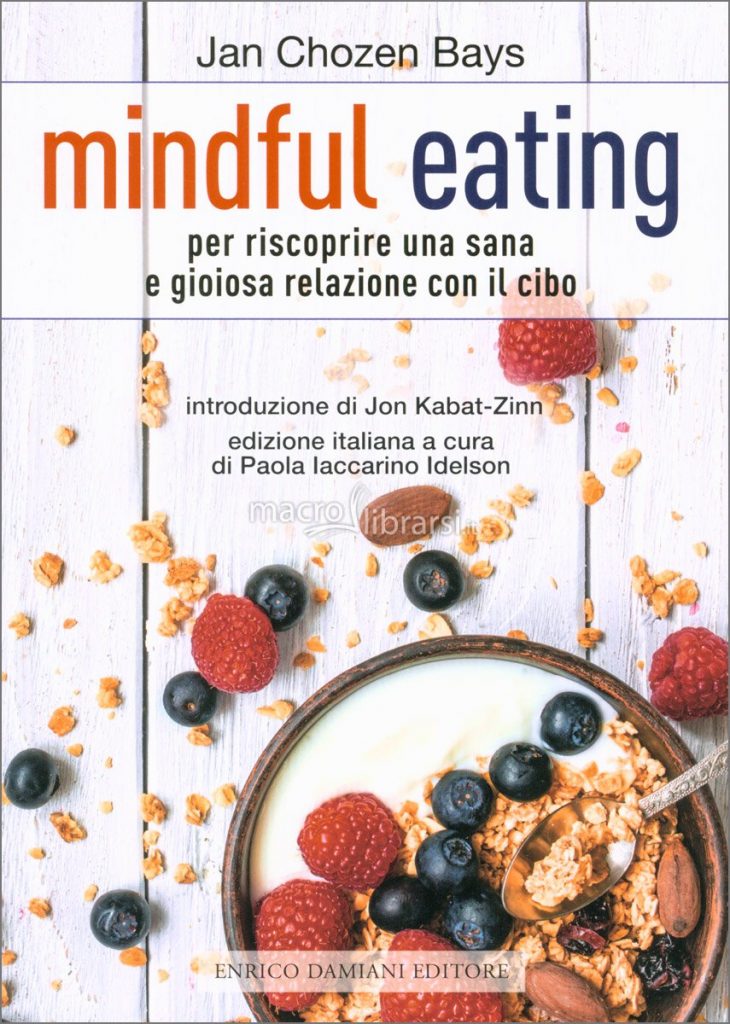 Jan Chozen Bays
mindful eating
per riscoprire una sana
e gioiosa relazione con il cibo
introduzione di Jon Kabat-Zinn
edizione italiana a cura
di Paola Iaccarino Idelson
macrolibrarsi
ENRICO DAMIANI EDITORE